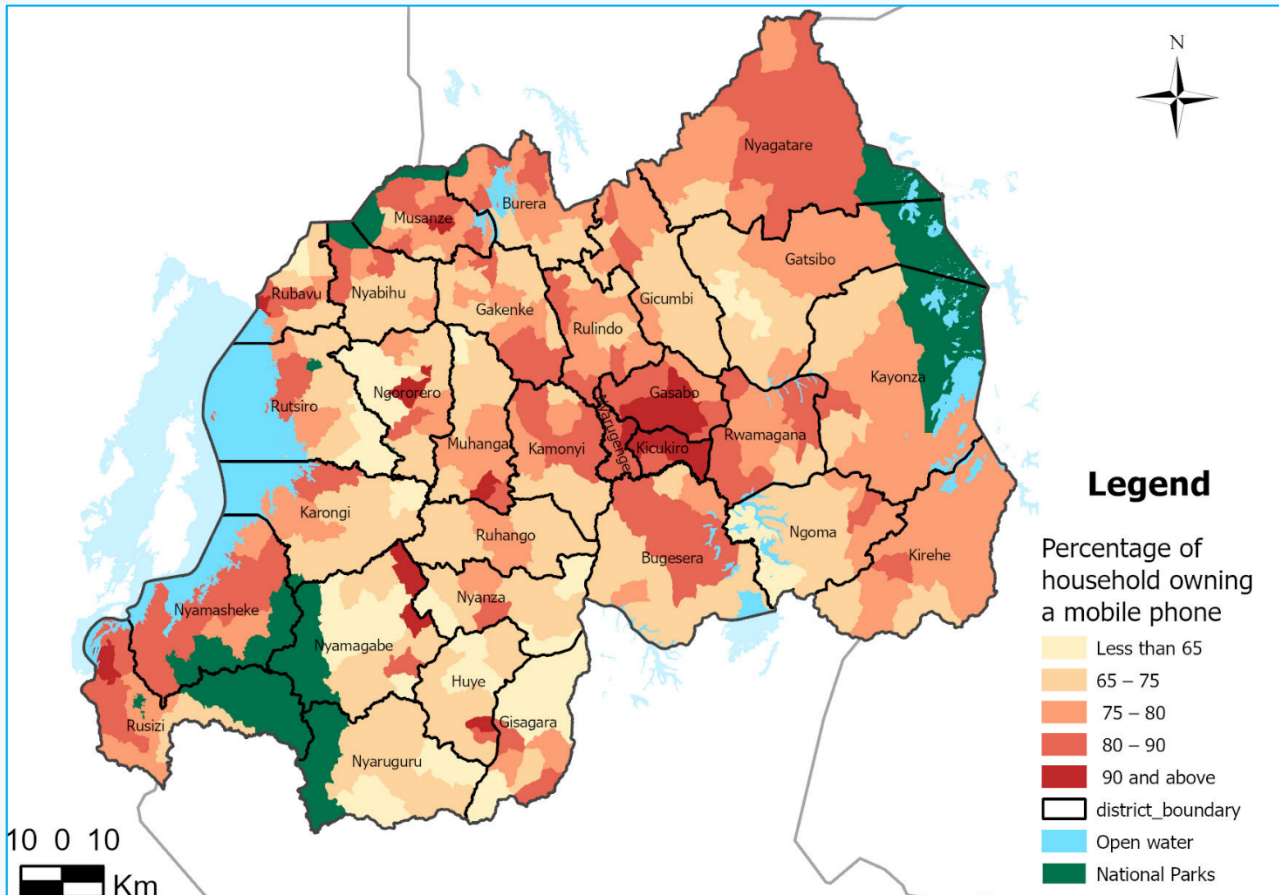 N
Nyagatare
Burera
Musanze
Gatsibo
Rubavu
Nyabihu
Gicumbi
Gakenke
Rulindo
Kayonza
Gasabo
Ngororero
Rutsiro
Nyarugenge
Rwamagana
Muhanga
Kamonyi
Kicukiro
Karongi
Ruhango
Ngoma
Bugesera
Kirehe
Nyamasheke
Nyanza
Nyamagabe
Huye
Gisagara
Rusizi
Nyaruguru
Legend
Percentage of
household owning
a mobile phone
Less than 65
65 – 75
75 – 80
80 – 90
90 and above
district_boundary
Open water
National Parks
10 0 10
Km